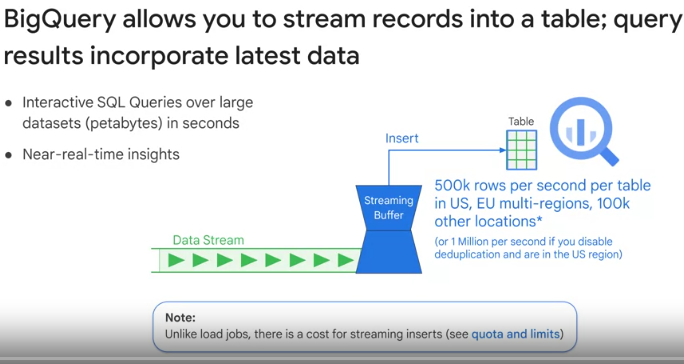 BigQuery allows you to stream records into a table; query
results incorporate latest data
● Interactive SQL Queries over large
datasets (petabytes) in seconds
● Near-real-time insights
Insert
Table
Streaming
Buffer
500k rows per second per table
in US, EU multi-regions, 100k
other locations*
(or 1 Million per second if you disable
deduplication and are in the US region)
Data Stream
Note:
Unlike load jobs, there is a cost for streaming inserts (see quota and limits)